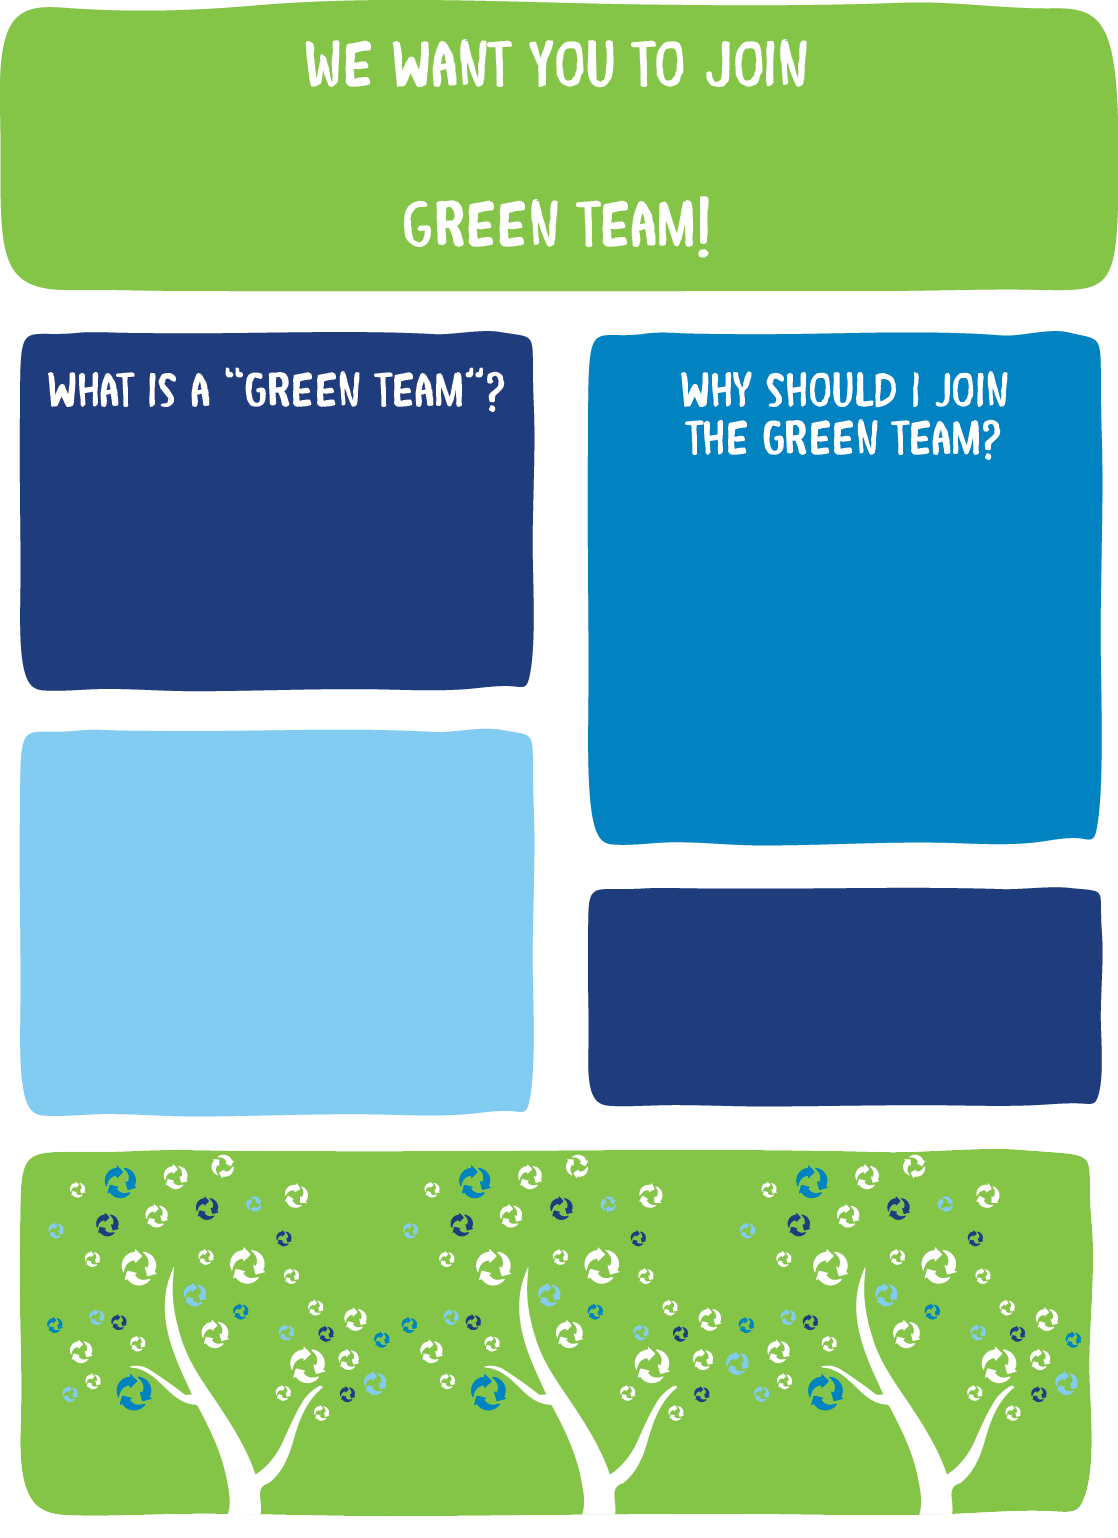 WE WANT YOU TO JOIN
GREEN TEAM!
WHAT IS A “GREEN TEAM“?
WHY SHOULD I JOIN
THE GREEN TEAM?